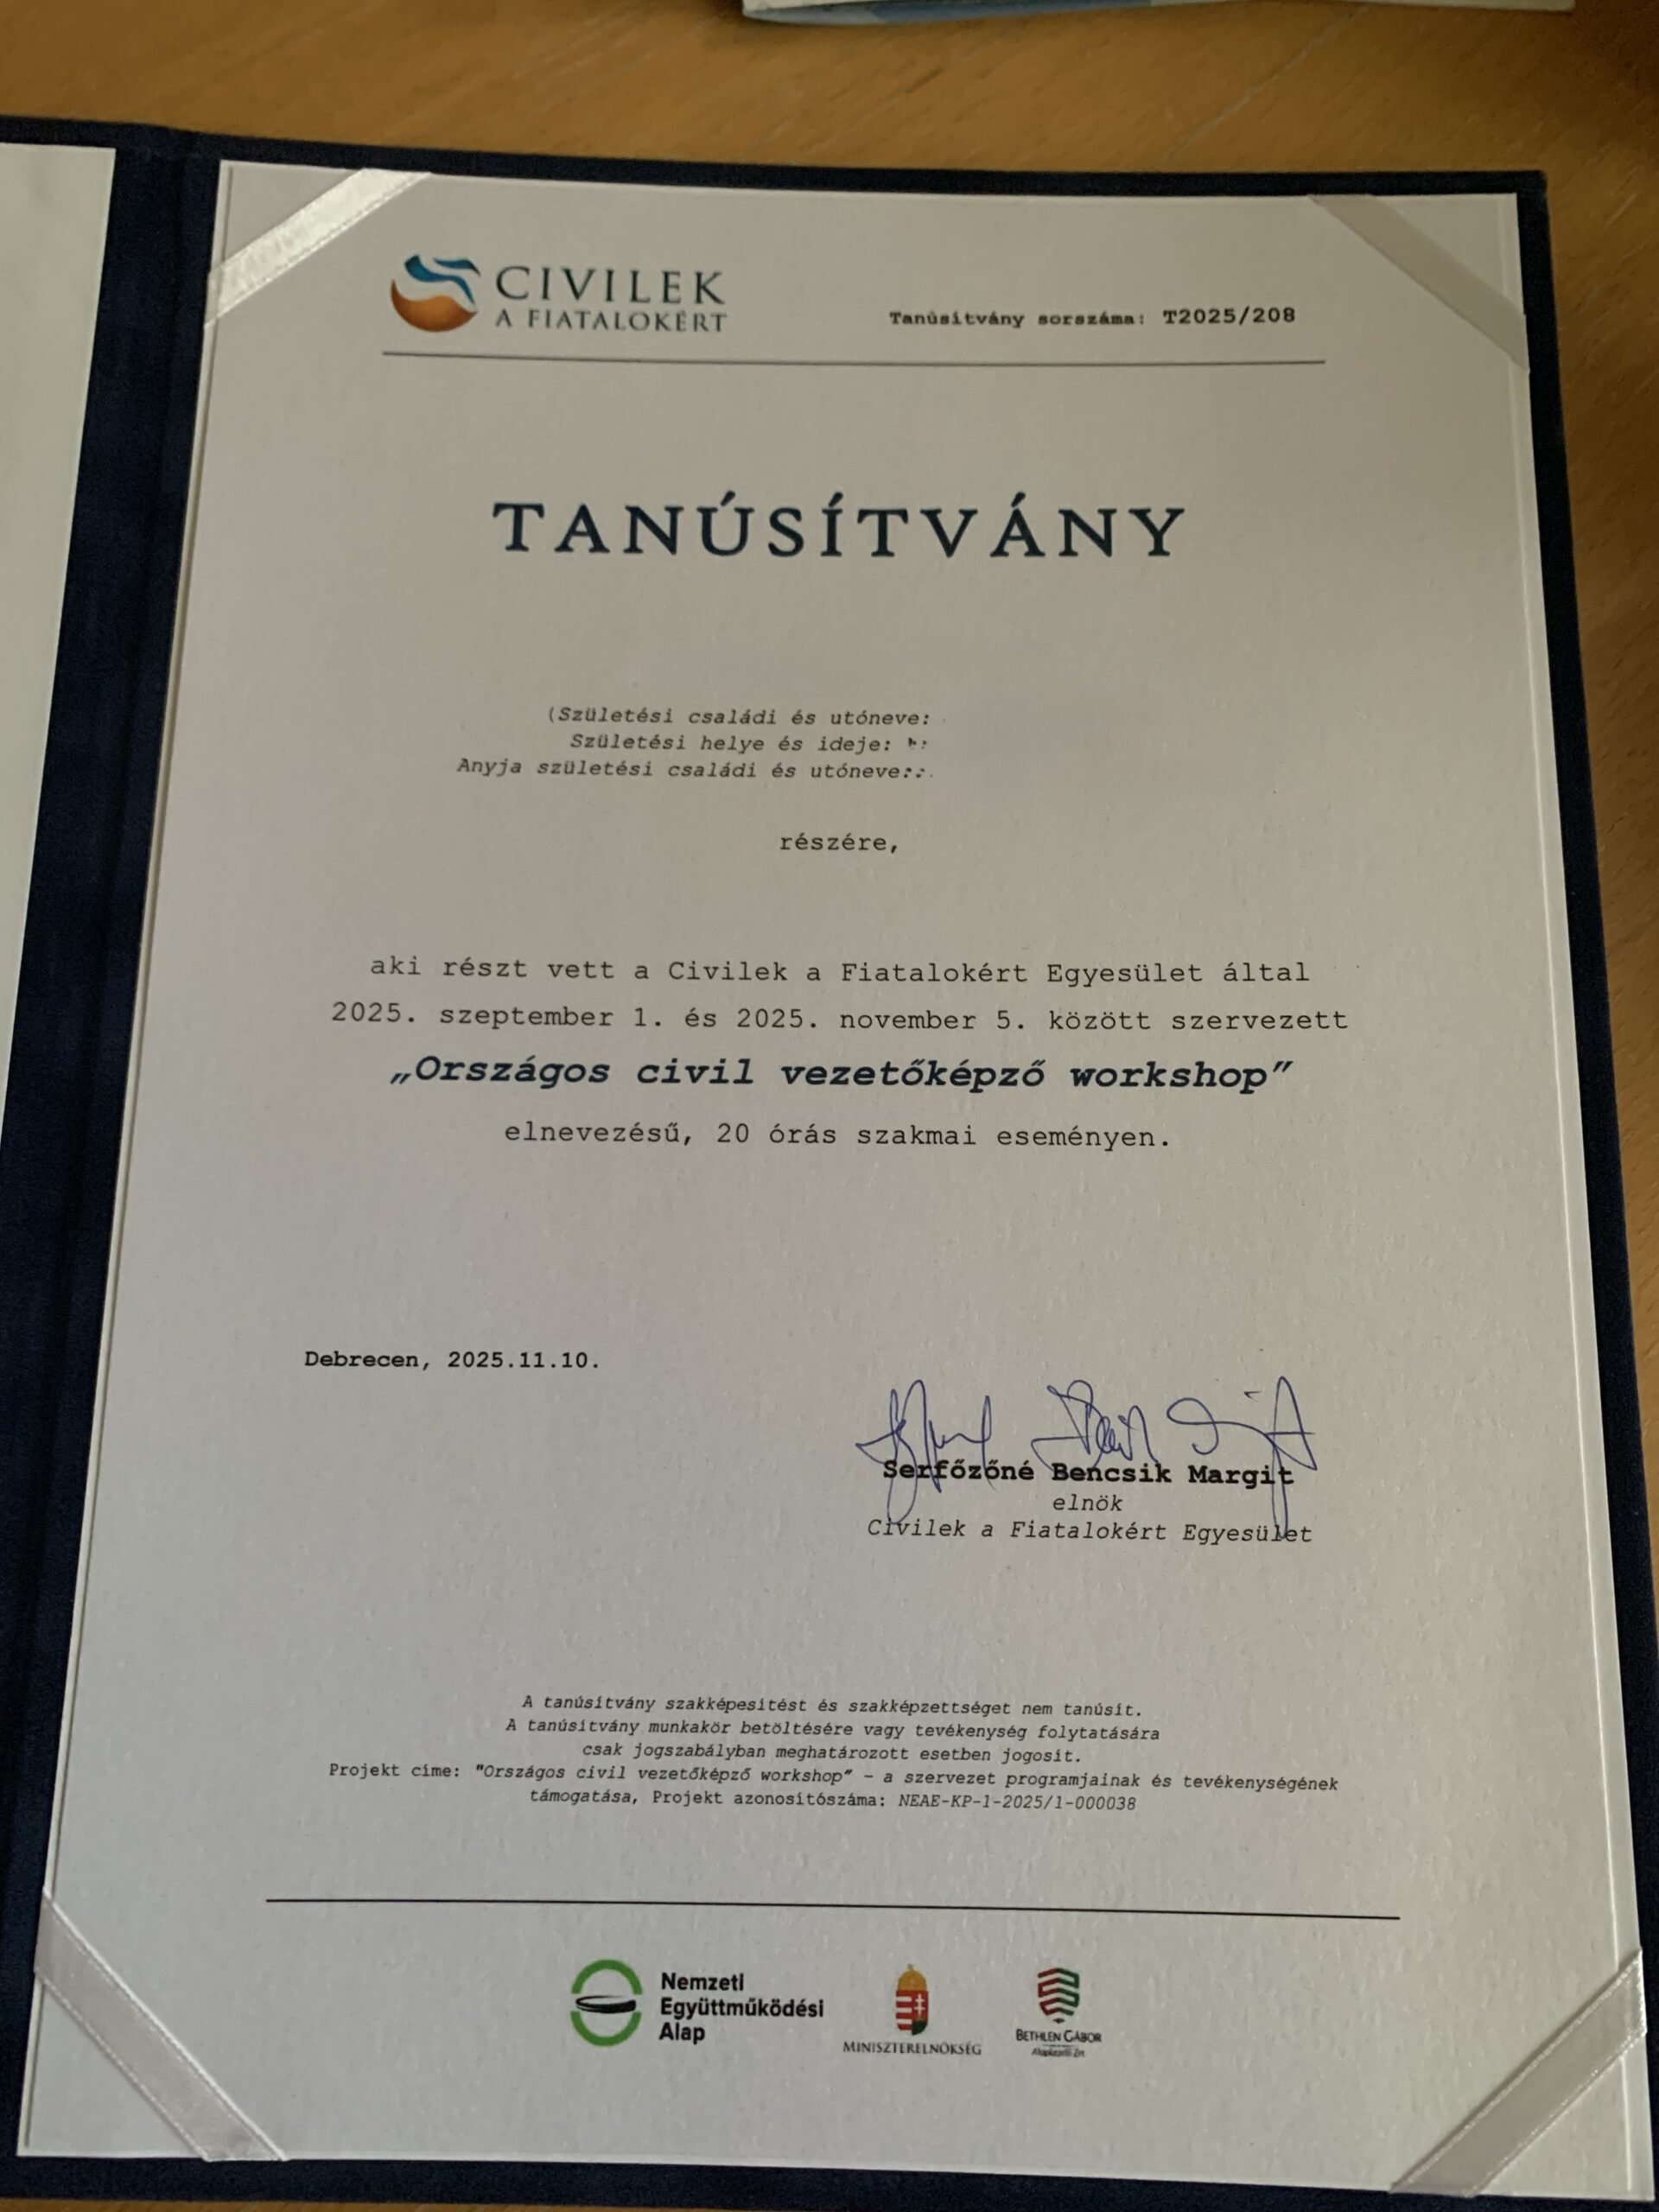 CIVILEK
A FIATALOKÉRT
Tanúsítvány sorszáma: T2025/208
TANÚSÍTVÁNY
(Születési családi és utóneve:
Születési helye és ideje:
Anyja születési családi és utóneve:
részére,
aki részt vett a Civilek a Fiatalokért Egyesület által
2025. szeptember 1. és 2025. november 5. között szervezett
„Országos civil vezetőképző workshop”
elnevezésű, 20 órás szakmai eseményen.
Debrecen, 2025.11.10.
Serfőzőné Bencsik Margit
elnök
Civilek a Fiatalokért Egyesület
A tanúsítvány szakképesítést és szakképzettséget nem tanúsít.
A tanúsítvány munkakör betöltésére vagy tevékenység folytatására
csak jogszabályban meghatározott esetben jogosít.
Projekt címe: "Országos civil vezetőképző workshop” – a szervezet programjainak és tevékenységének
támogatása, Projekt azonosítószáma: NEAE-KP-1-2025/1-000038
Nemzeti
Együttműködési
Alap
MINISZTERELNÖKSÉG
BETHLEN GÁBOR
Alapkezelő Zrt.